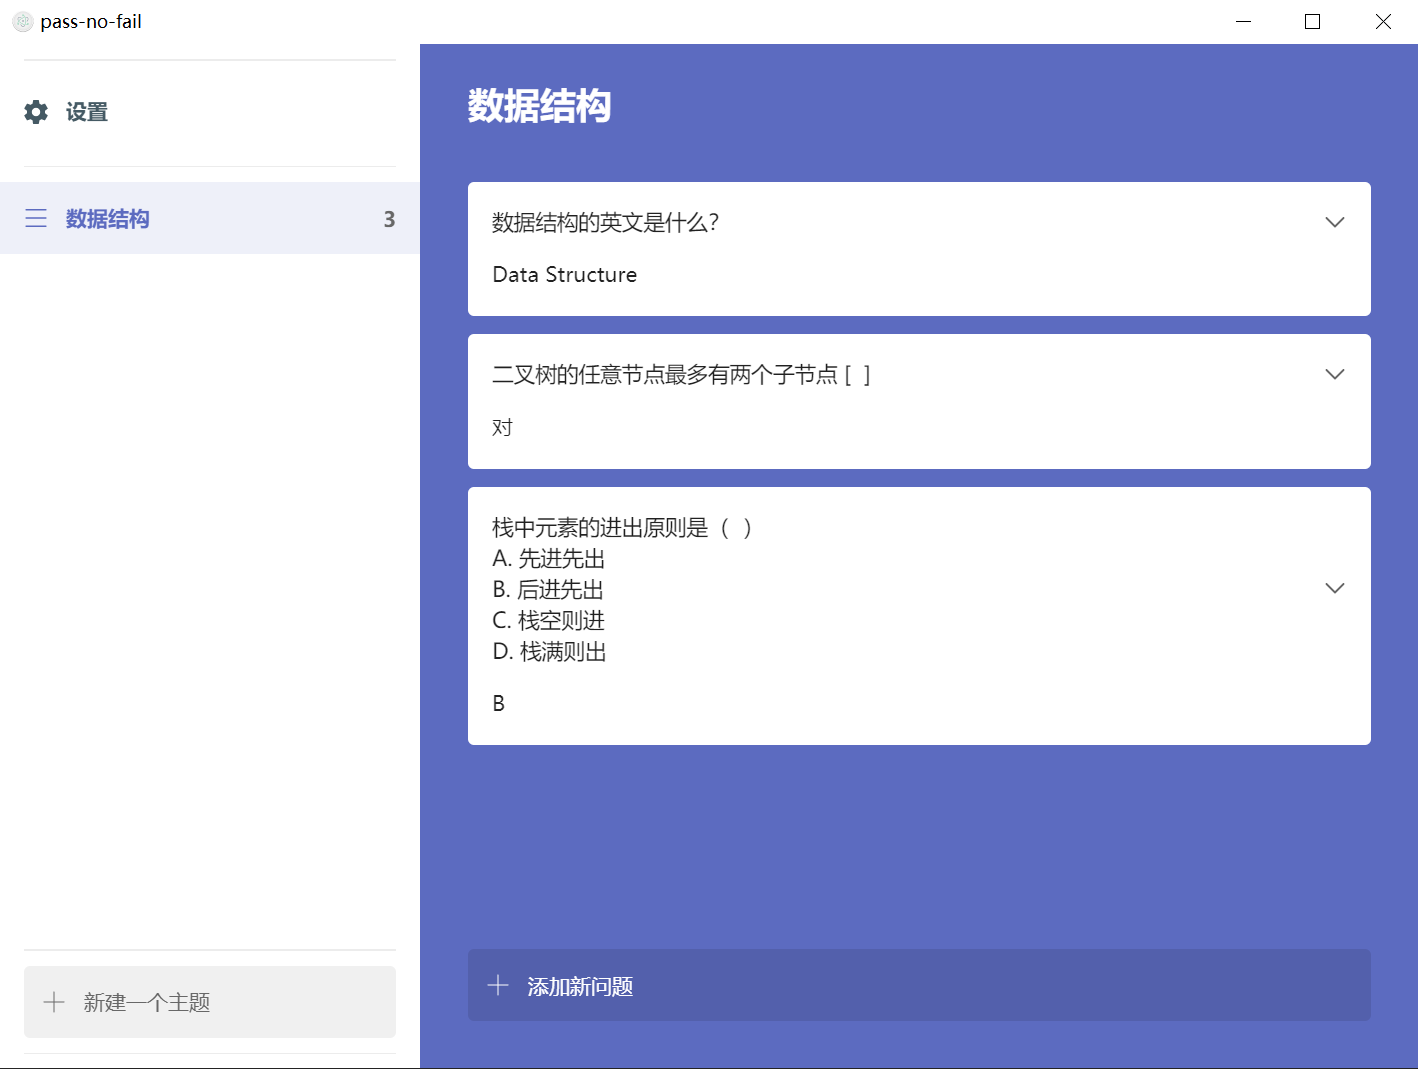 pass-no-fail
设置
数据结构 3
新建一个主题
数据结构
数据结构的英文是什么？
Data Structure
二叉树的任意节点最多有两个子节点 [  ]
对
栈中元素的进出原则是（  ）
A. 先进先出
B. 后进先出
C. 栈空则进
D. 栈满则出
B
添加新问题